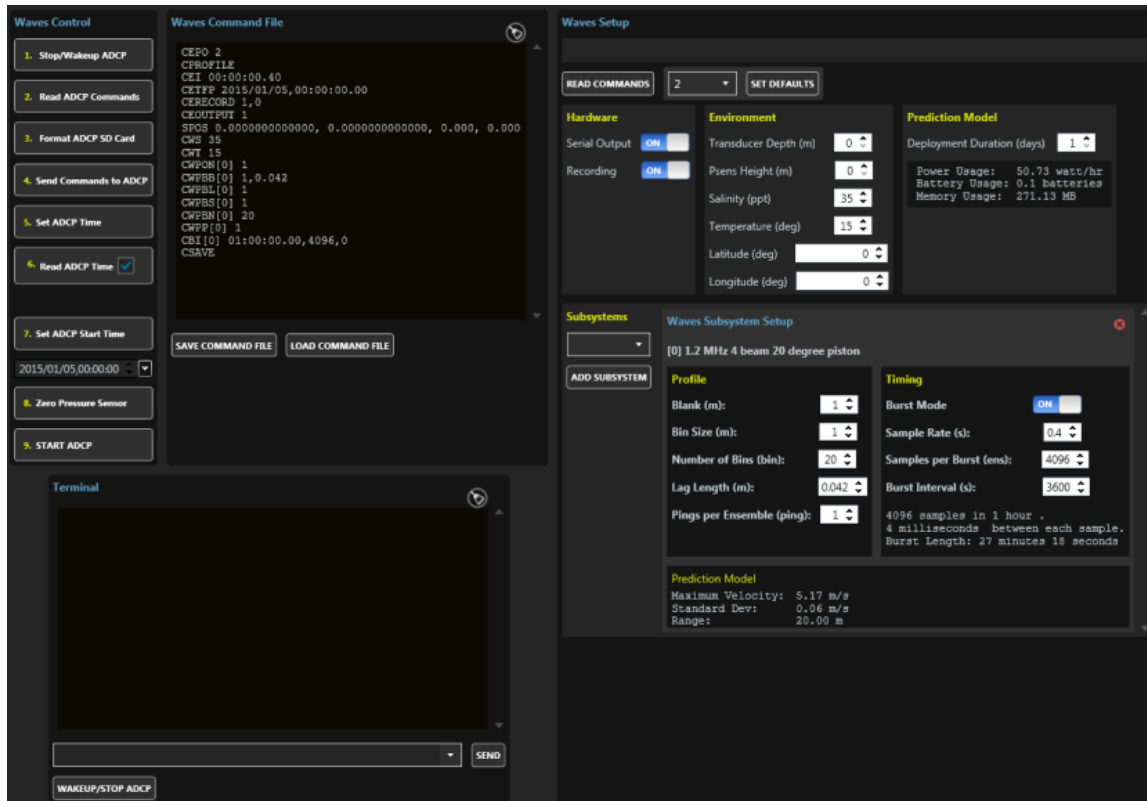 Waves Control
1. Stop/Wakeup ADCP
2. Read ADCP Commands
3. Format ADCP SD Card
4. Send Commands to ADCP
5. Set ADCP Time
6. Read ADCP Time
7. Set ADCP Start Time
2015/01/05,00:00:00
8. Zero Pressure Sensor
9. START ADCP
Waves Command File
CEPO 2
CPROFILE
CEI 00:00:00.40
CETFP 2015/01/05,00:00:00.00
CERECORD 1,0
CEOUTPUT 1
SPOS 0.0000000000000, 0.0000000000000, 0.000, 0.000
CWS 35
CWT 15
CWPON[0] 1
CWPBB[0] 1,0.042
CWPBL[0] 1
CWPBS[0] 1
CWPBN[0] 20
CWPP[0] 1
CBI[0] 01:00:00.00,4096,0
CSAVE
SAVE COMMAND FILE LOAD COMMAND FILE
Terminal
SEND
WAKEUP/STOP ADCP
Waves Setup
READ COMMANDS 2 SET DEFAULTS
Hardware
Serial Output ON
Recording ON
Environment
Transducer Depth (m) 0
Psens Height (m) 0
Salinity (ppt) 35
Temperature (deg) 15
Latitude (deg) 0
Longitude (deg) 0
Prediction Model
Deployment Duration (days) 1
Power Usage: 50.73 watt/hr
Battery Usage: 0.1 batteries
Memory Usage: 271.13 MB
Subsystems
ADD SUBSYSTEM
Waves Subsystem Setup
[0] 1.2 MHz 4 beam 20 degree piston
Profile
Blank (m): 1
Bin Size (m): 1
Number of Bins (bin): 20
Lag Length (m): 0.042
Pings per Ensemble (ping): 1
Timing
Burst Mode ON
Sample Rate (s): 0.4
Samples per Burst (ens): 4096
Burst Interval (s): 3600
4096 samples in 1 hour .
4 milliseconds between each sample.
Burst Length: 27 minutes 18 seconds
Prediction Model
Maximum Velocity: 5.17 m/s
Standard Dev: 0.06 m/s
Range: 20.00 m